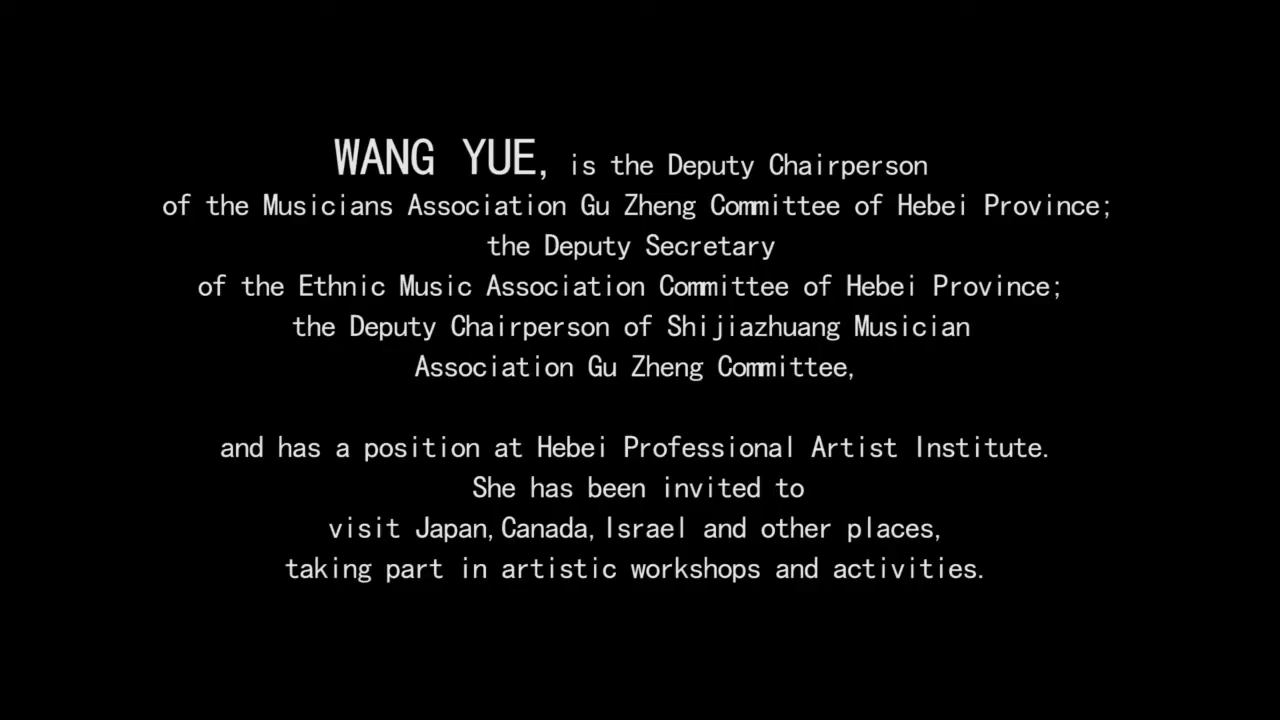 WANG YUE, is the Deputy Chairperson
of the Musicians Association Gu Zheng Committee of Hebei Province;
the Deputy Secretary
of the Ethnic Music Association Committee of Hebei Province;
the Deputy Chairperson of Shijiazhuang Musician
Association Gu Zheng Committee,
and has a position at Hebei Professional Artist Institute.
She has been invited to
visit Japan,Canada,Israel and other places,
taking part in artistic workshops and activities.